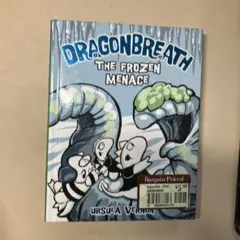 DRAGONBREATH
THE FROZEN
MENACE
Bargain Priced
URSULA VERNON